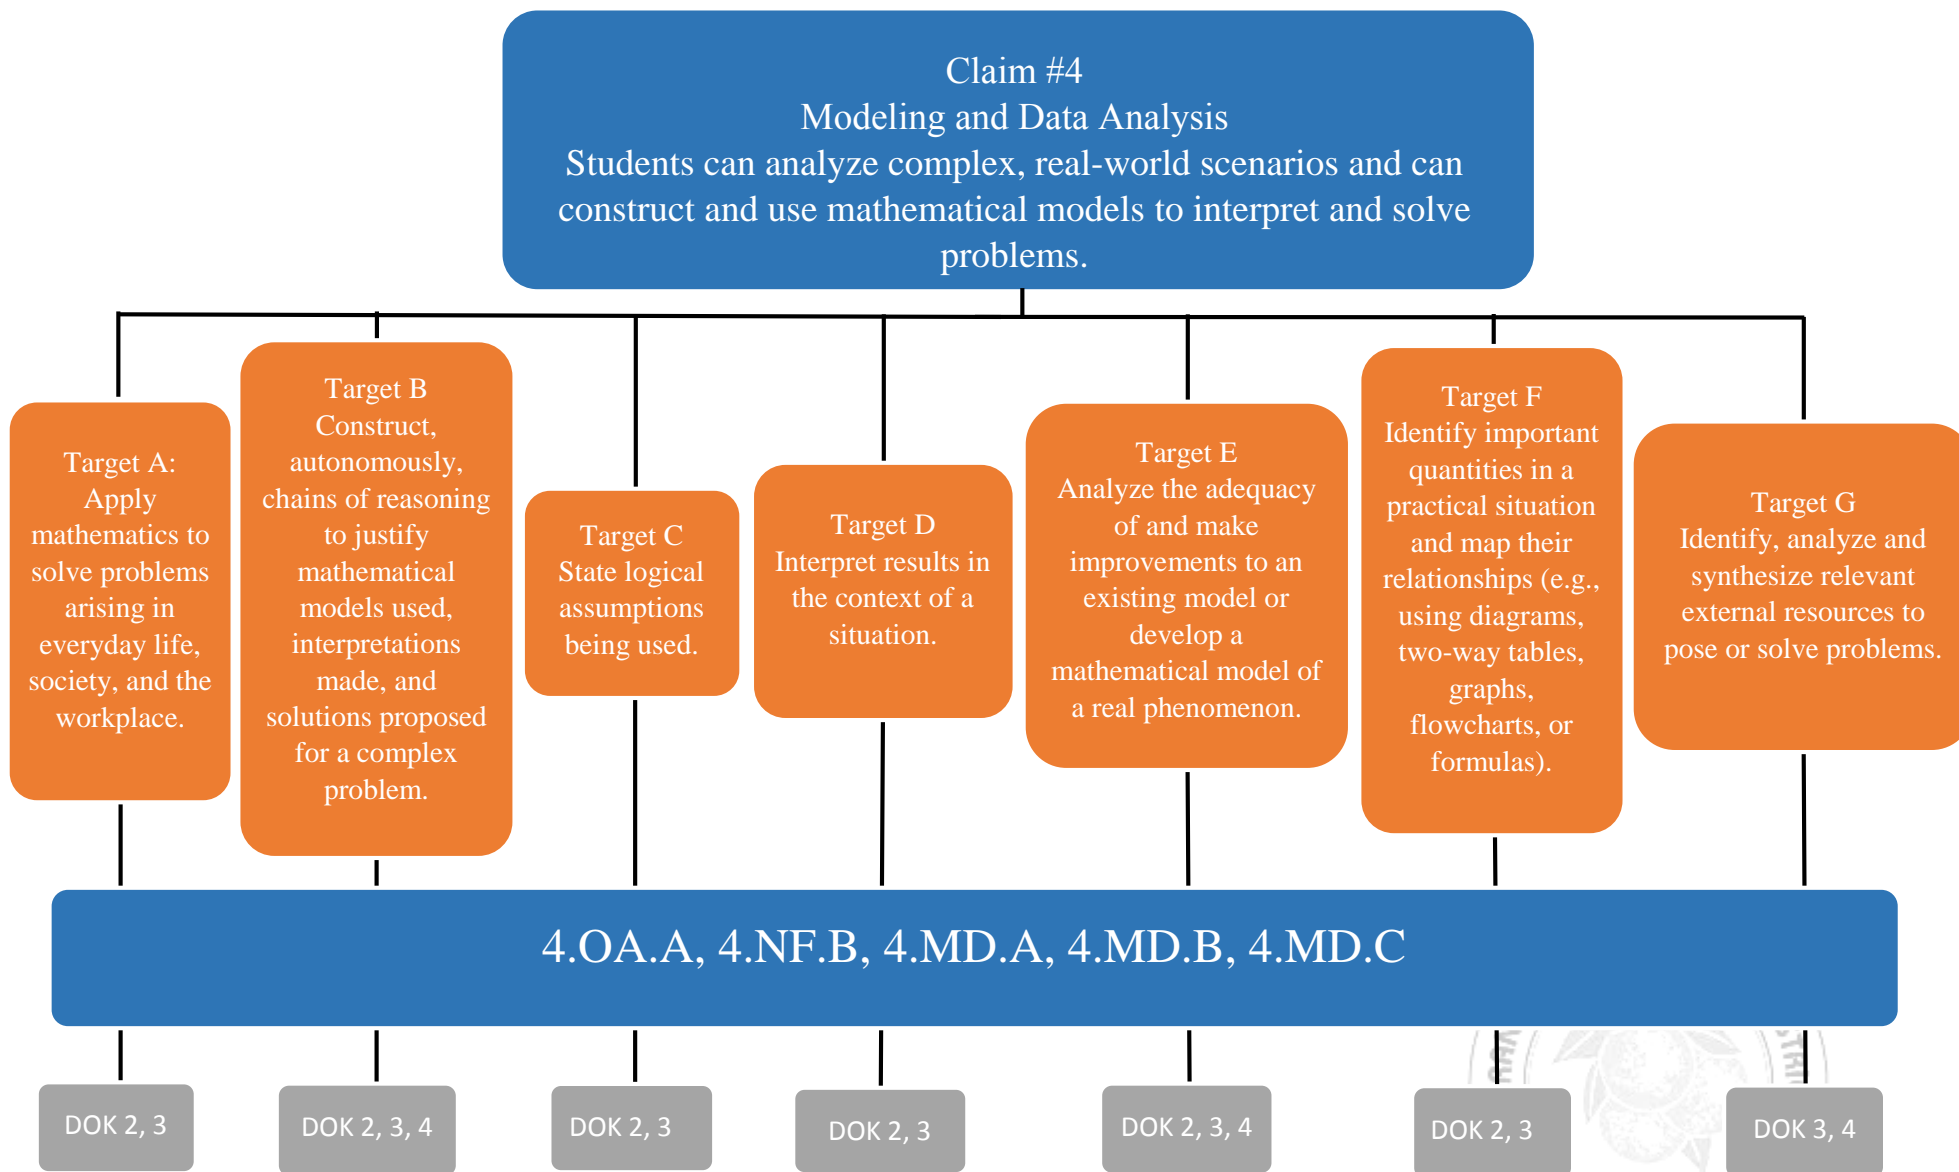 Claim #4
Modeling and Data Analysis
Students can analyze complex, real-world scenarios and can
construct and use mathematical models to interpret and solve
problems.
Target A:
Apply
mathematics to
solve problems
arising in
everyday life,
society, and the
workplace.
Target B
Construct,
autonomously,
chains of reasoning
to justify
mathematical
models used,
interpretations
made, and
solutions proposed
for a complex
problem.
Target C
State logical
assumptions
being used.
Target D
Interpret results in
the context of a
situation.
Target E
Analyze the adequacy
of and make
improvements to an
existing model or
develop a
mathematical model of
a real phenomenon.
Target F
Identify important
quantities in a
practical situation
and map their
relationships (e.g.,
using diagrams,
two-way tables,
graphs,
flowcharts, or
formulas).
Target G
Identify, analyze and
synthesize relevant
external resources to
pose or solve problems.
4.OA.A, 4.NF.B, 4.MD.A, 4.MD.B, 4.MD.C
DOK 2, 3
DOK 2, 3, 4
DOK 2, 3
DOK 2, 3
DOK 2, 3, 4
DOK 2, 3
DOK 3, 4